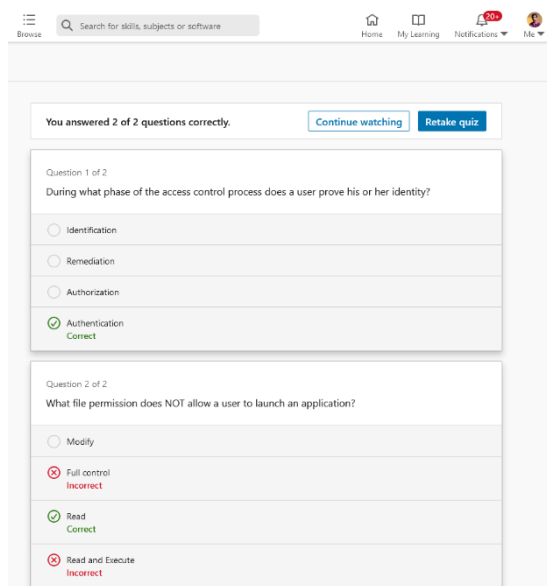 Browse
Search for skills, subjects or software
Home
My Learning
20+
Notifications
Me
You answered 2 of 2 questions correctly.
Continue watching
Retake quiz
Question 1 of 2
During what phase of the access control process does a user prove his or her identity?
Identification
Remediation
Authorization
Authentication
Correct
Question 2 of 2
What file permission does NOT allow a user to launch an application?
Modify
Full control
Incorrect
Read
Correct
Read and Execute
Incorrect